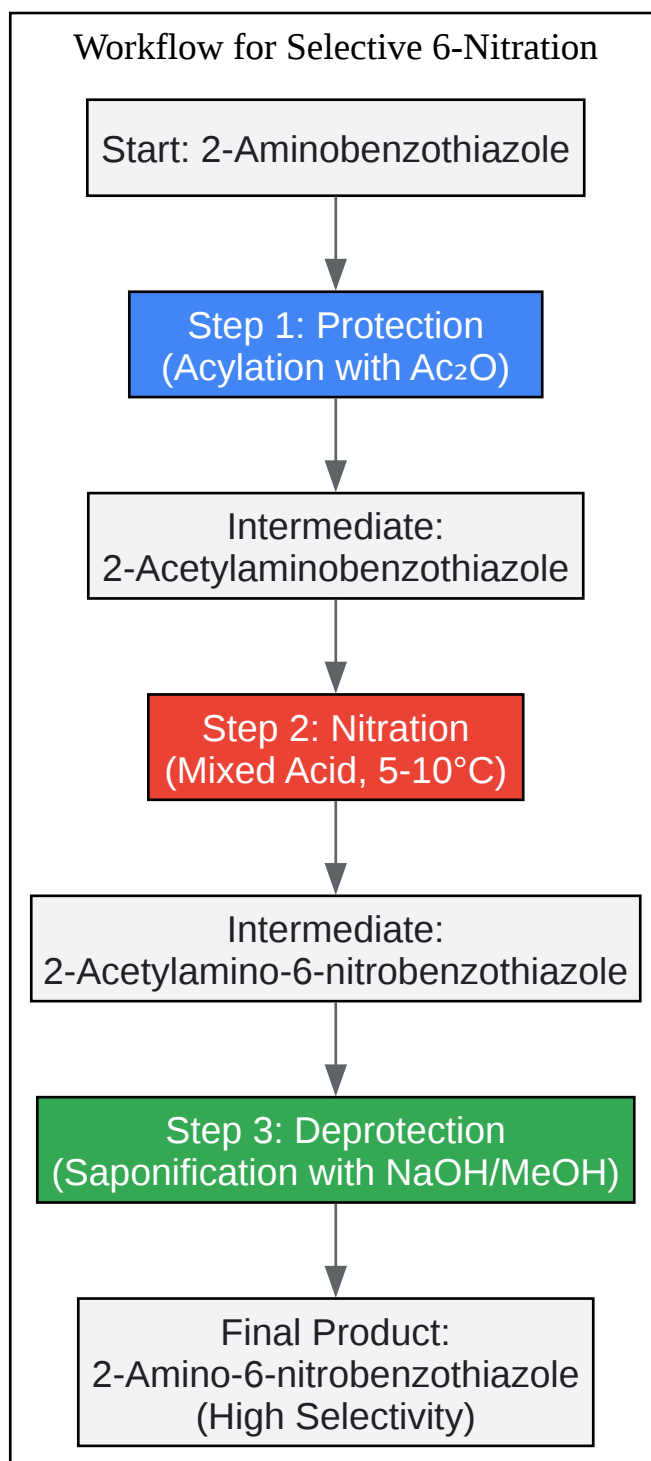 Workflow for Selective 6-Nitration
Start: 2-Aminobenzothiazole
Step 1: Protection
(Acylation with Ac₂O)
Intermediate:
2-Acetylaminobenzothiazole
Step 2: Nitration
(Mixed Acid, 5-10°C)
Intermediate:
2-Acetylamino-6-nitrobenzothiazole
Step 3: Deprotection
(Saponification with NaOH/MeOH)
Final Product:
2-Amino-6-nitrobenzothiazole
(High Selectivity)